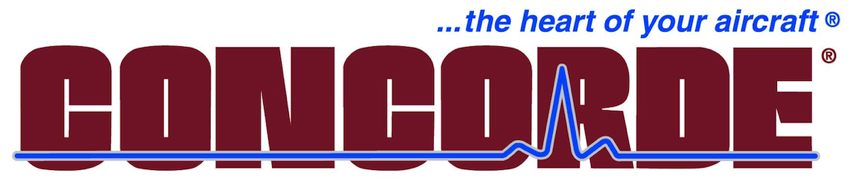 ...the heart of your aircraft®
CONCORDE®